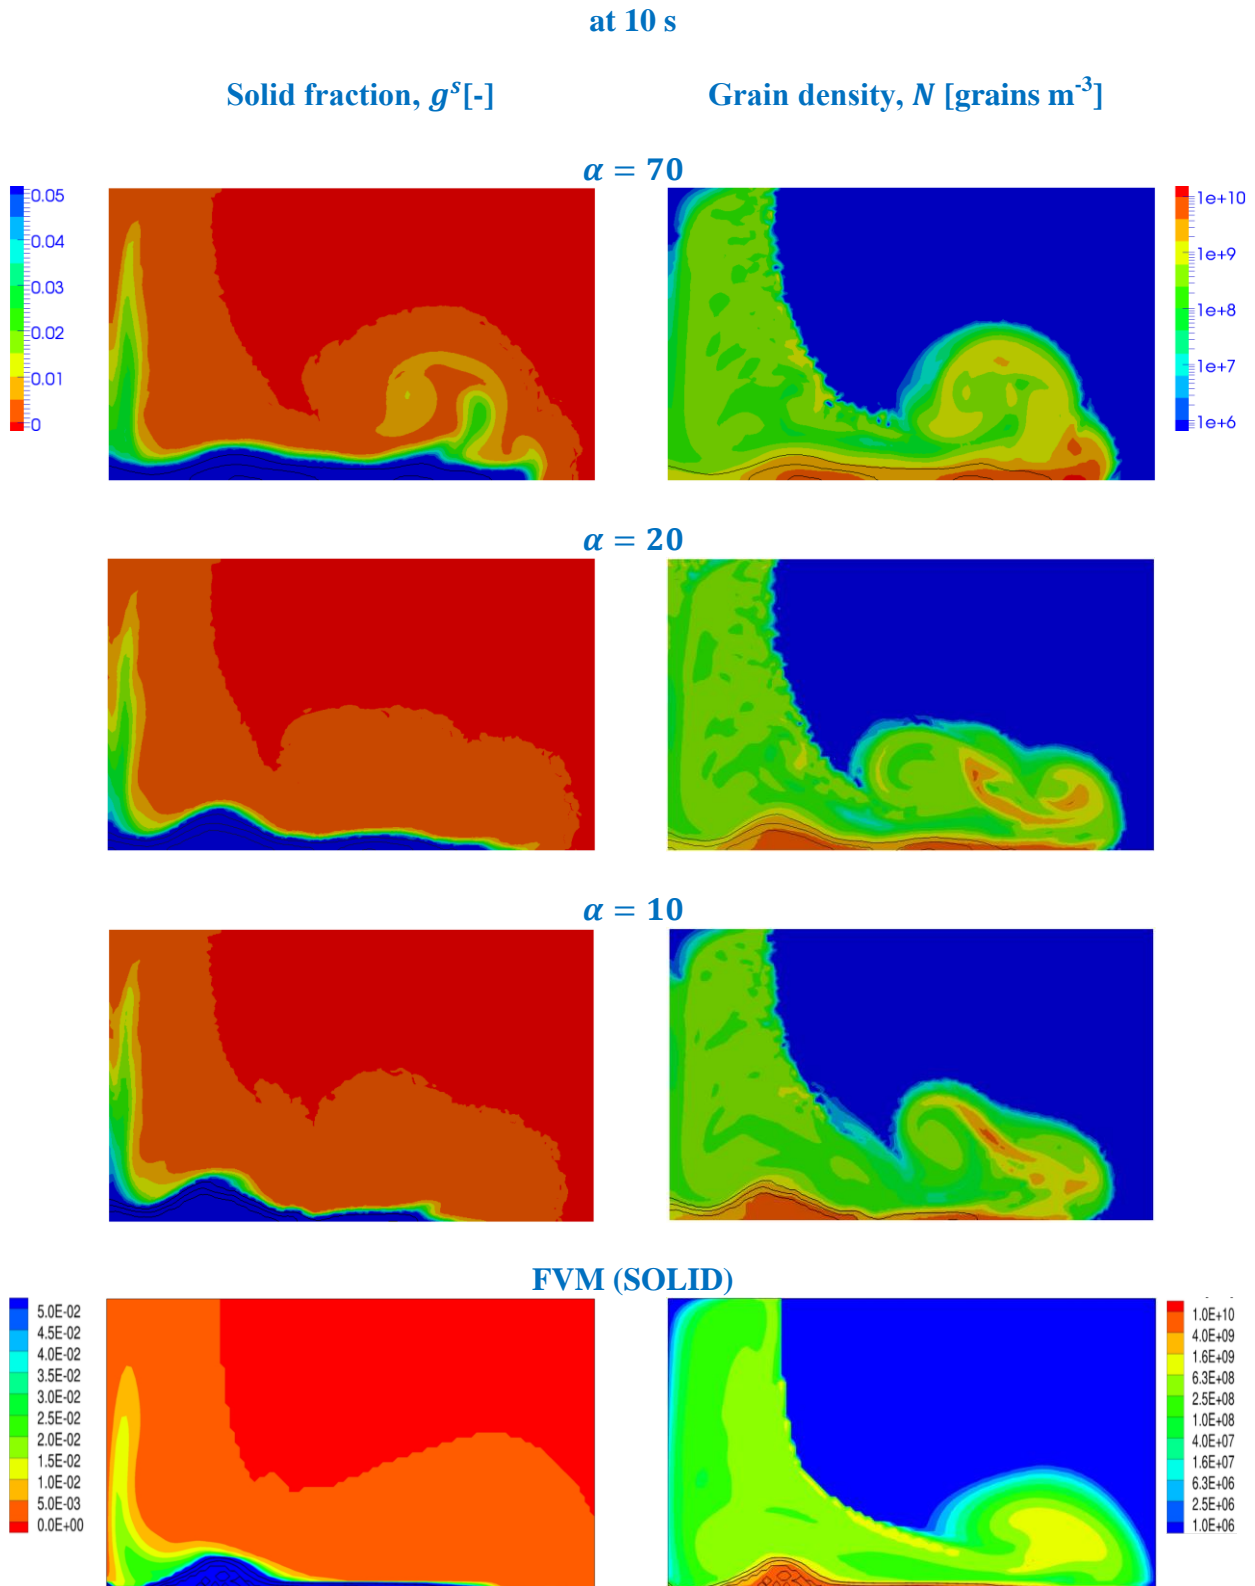 at 10 s
Solid fraction, g^s[-]
Grain density, N [grains m^-3]
α = 70
0.05
0.04
0.03
0.02
0.01
0
1e+10
1e+9
1e+8
1e+7
1e+6
α = 20
α = 10
FVM (SOLID)
5.0E-02
4.5E-02
4.0E-02
3.5E-02
3.0E-02
2.5E-02
2.0E-02
1.5E-02
1.0E-02
5.0E-03
0.0E+00
1.0E+10
4.0E+09
1.6E+09
6.3E+08
2.5E+08
1.0E+08
4.0E+07
1.6E+07
6.3E+06
2.5E+06
1.0E+06